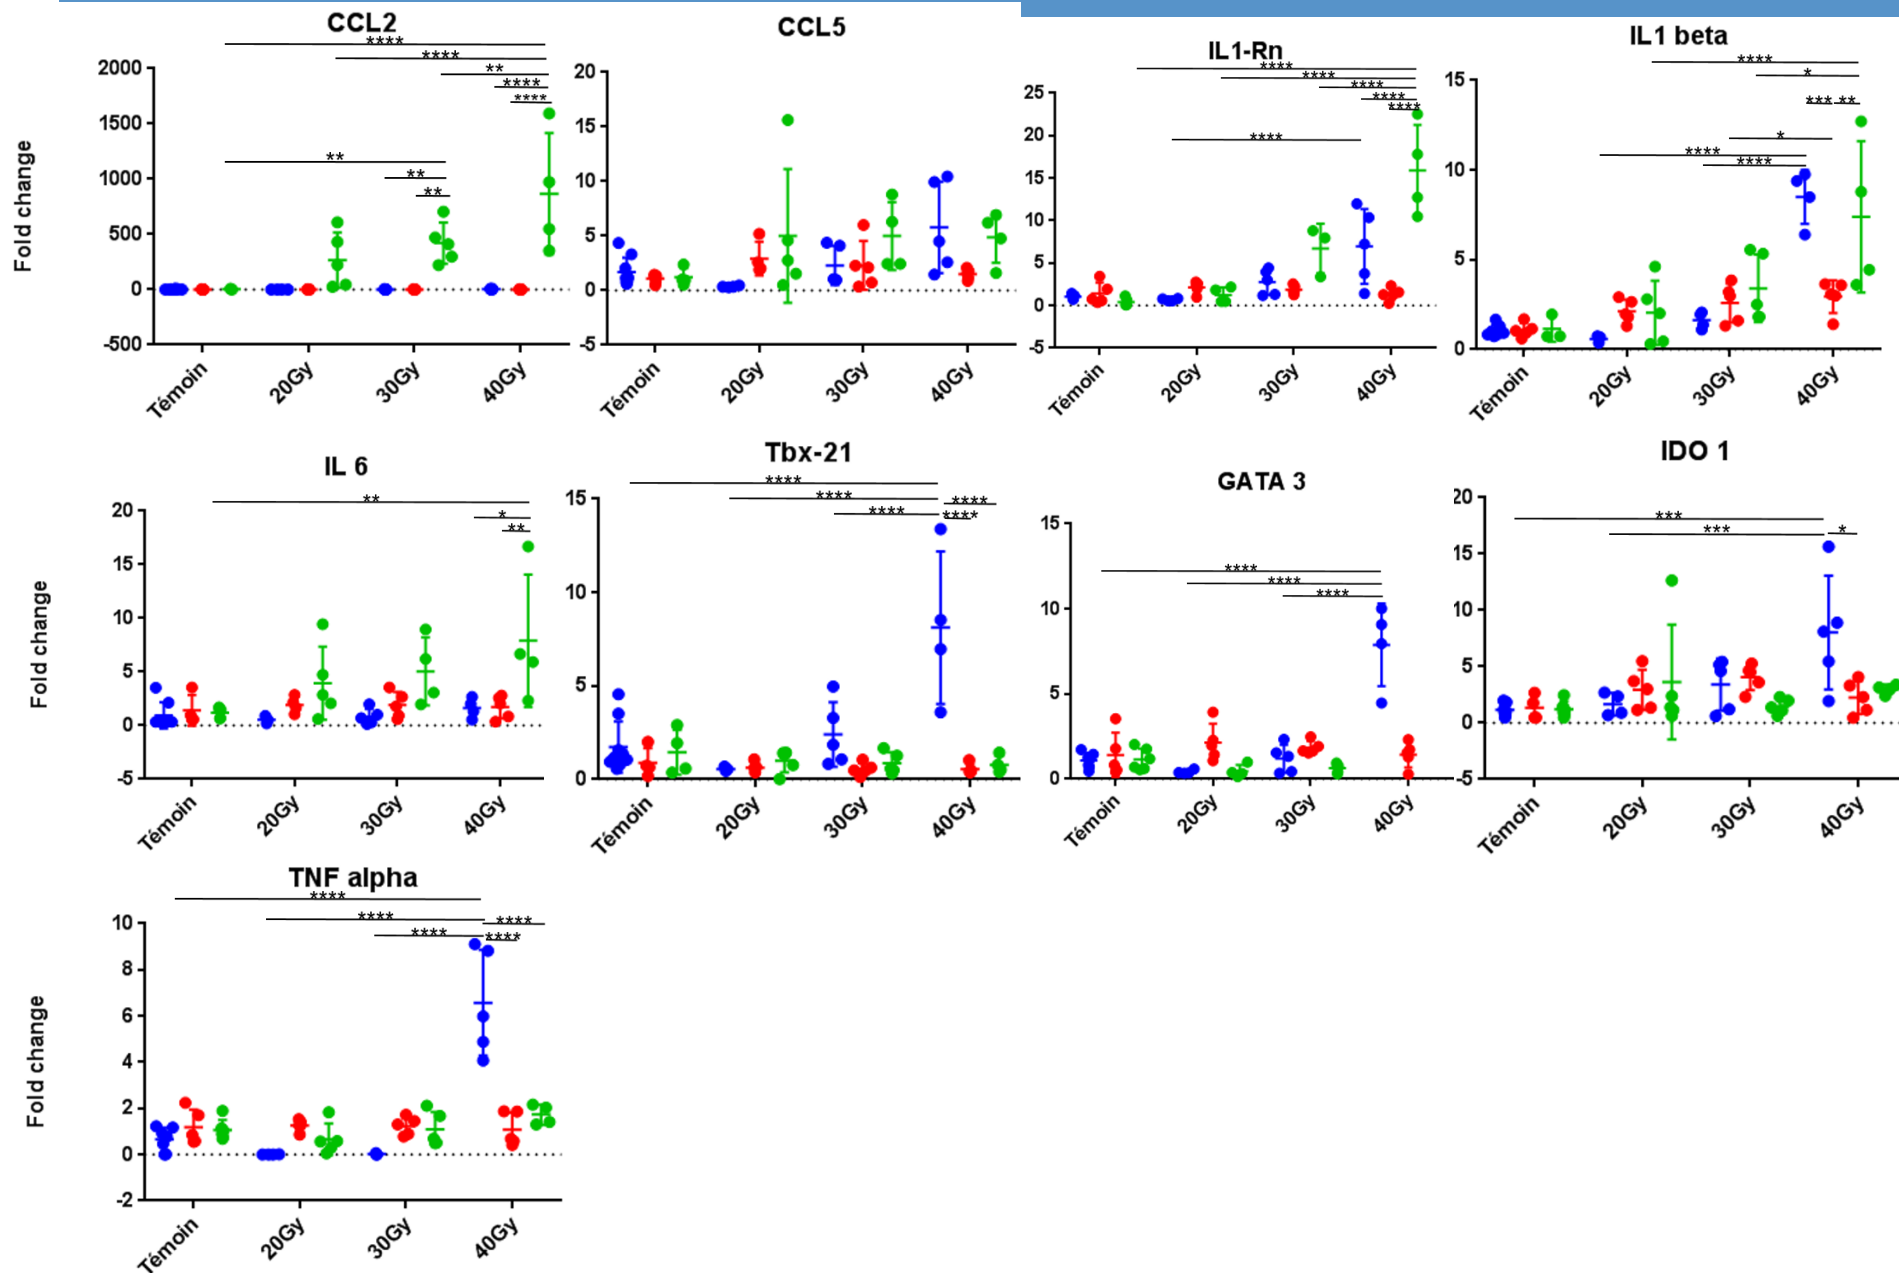 CCL2
****
****
**
****
****
**
**
**
Fold change
2000
1500
1000
500
0
-500
Témoin
20Gy
30Gy
40Gy
CCL5
20
15
10
5
0
-5
Témoin
20Gy
30Gy
40Gy
IL1-Rn
****
****
****
****
****
****
25
20
15
10
5
0
-5
Témoin
20Gy
30Gy
40Gy
IL1 beta
****
*
*** **
*
****
****
15
10
5
0
Témoin
20Gy
30Gy
40Gy
IL 6
**
*
**
Fold change
20
15
10
5
0
-5
Témoin
20Gy
30Gy
40Gy
Tbx-21
****
****
****
****
****
15
10
5
0
Témoin
20Gy
30Gy
40Gy
GATA 3
****
****
****
15
10
5
0
Témoin
20Gy
30Gy
40Gy
IDO 1
***
***
*
20
15
10
5
0
-5
Témoin
20Gy
30Gy
40Gy
TNF alpha
****
****
****
****
****
Fold change
10
8
6
4
2
0
-2
Témoin
20Gy
30Gy
40Gy